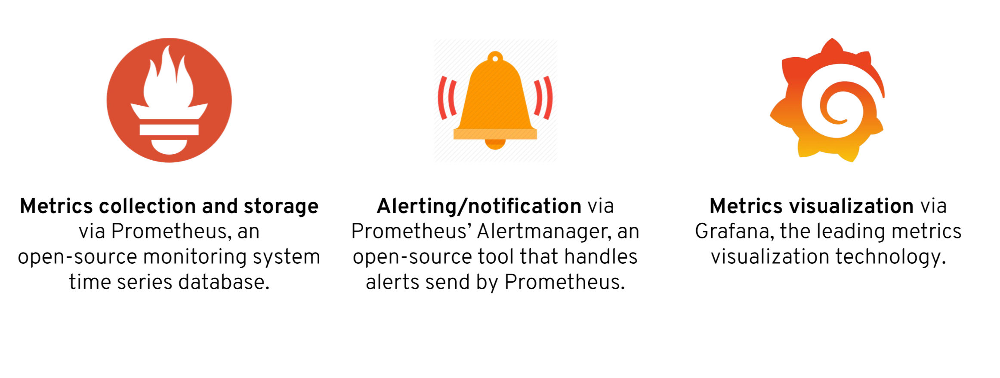 Metrics collection and storage
via Prometheus, an
open-source monitoring system
time series database.
Alerting/notification via
Prometheus’ Alertmanager, an
open-source tool that handles
alerts send by Prometheus.
Metrics visualization via
Grafana, the leading metrics
visualization technology.